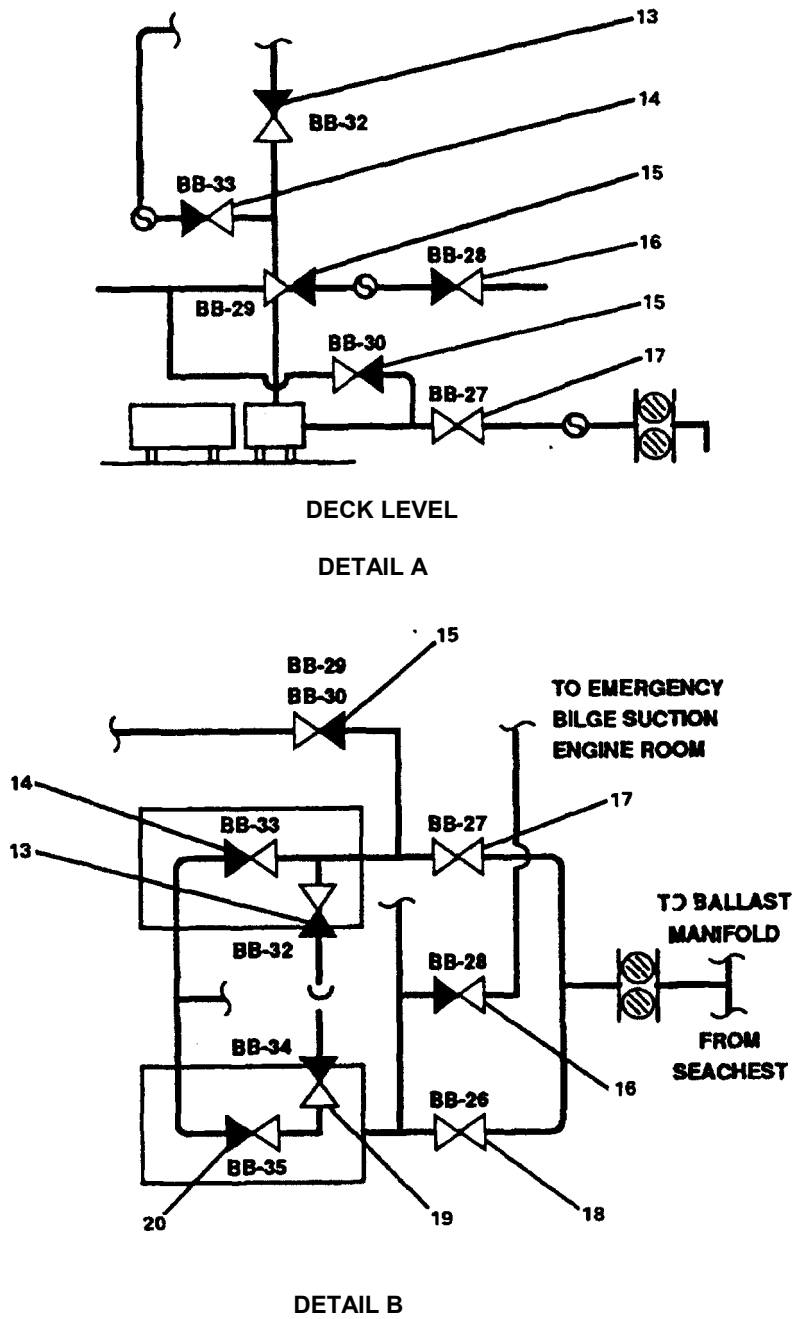 13
BB-32
14
BB-33
15
BB-28
16
BB-29
15
BB-30
BB-27
17
DECK LEVEL
DETAIL A
15
BB-29
BB-30
TO EMERGENCY
BILGE SUCTION
ENGINE ROOM
14
BB-33
BB-27
17
13
BB-32
TO BALLAST
MANIFOLD
BB-28
BB-34
FROM
SEACHEST
16
BB-26
BB-35
20
19
18
DETAIL B